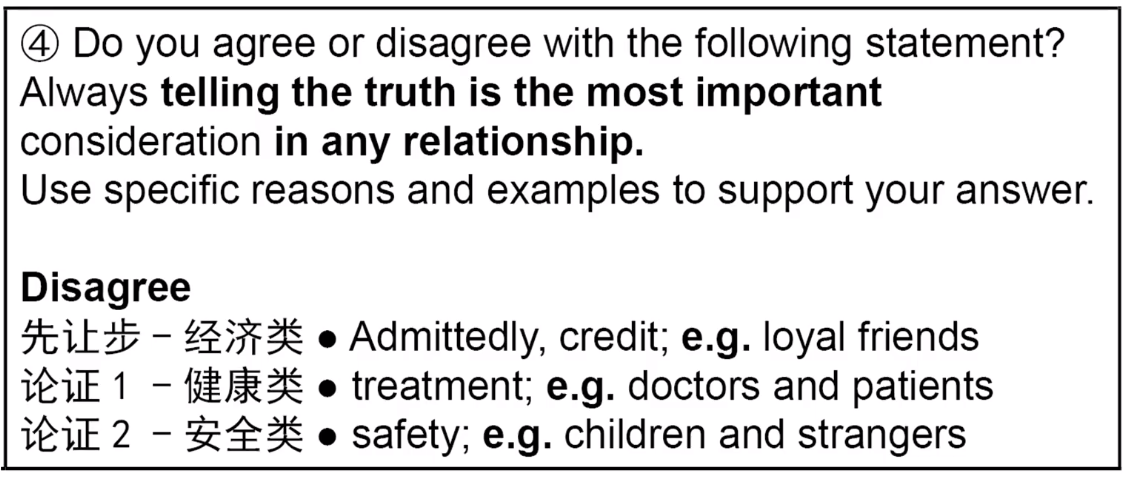 ④ Do you agree or disagree with the following statement?
Always telling the truth is the most important
consideration in any relationship.
Use specific reasons and examples to support your answer.
Disagree
先让步 – 经济类 ● Admittedly, credit; e.g. loyal friends
论证 1 – 健康类 ● treatment; e.g. doctors and patients
论证 2 – 安全类 ● safety; e.g. children and strangers